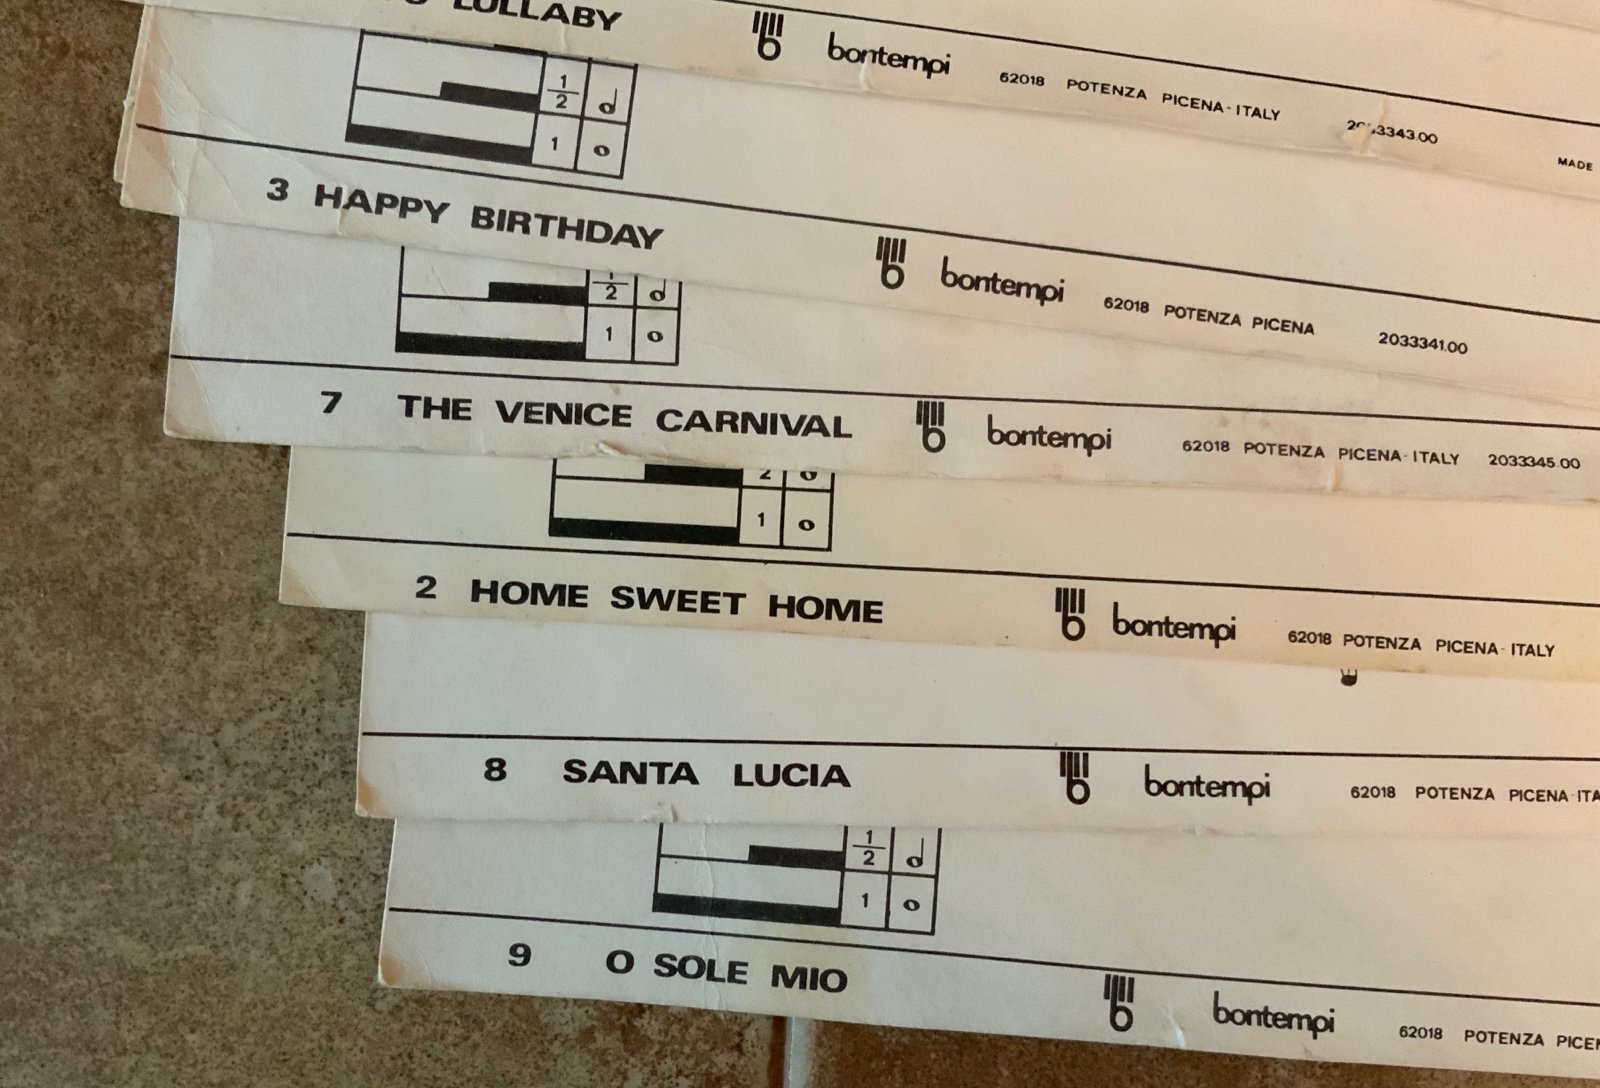 LULLABY bontempi 62018 POTENZA PICENA-ITALY MADE
1/2
1
3 HAPPY BIRTHDAY bontempi 62018 POTENZA PICENA 2033341.00
2
1
7 THE VENICE CARNIVAL bontempi 62018 POTENZA PICENA-ITALY 2033345.00
2
1
2 HOME SWEET HOME bontempi 62018 POTENZA PICENA-ITALY
8 SANTA LUCIA bontempi 62018 POTENZA PICENA-ITA
1/2
1
9 O SOLE MIO bontempi 62018 POTENZA PICEN